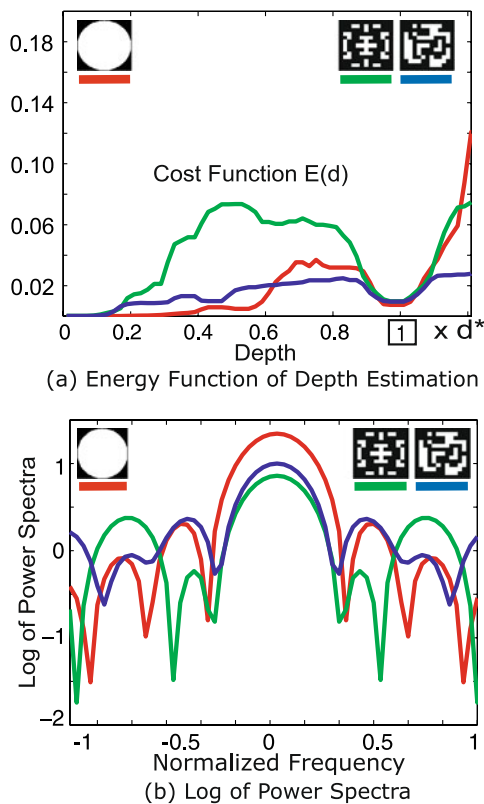 0.18
0.14
0.10
Cost Function E(d)
0.06
0.02
0 0.2 0.4 0.6 0.8 1 x d*
Depth
(a) Energy Function of Depth Estimation
1
0
−1
−2
Log of Power Spectra
-1 -0.5 0 0.5 1
Normalized Frequency
(b) Log of Power Spectra